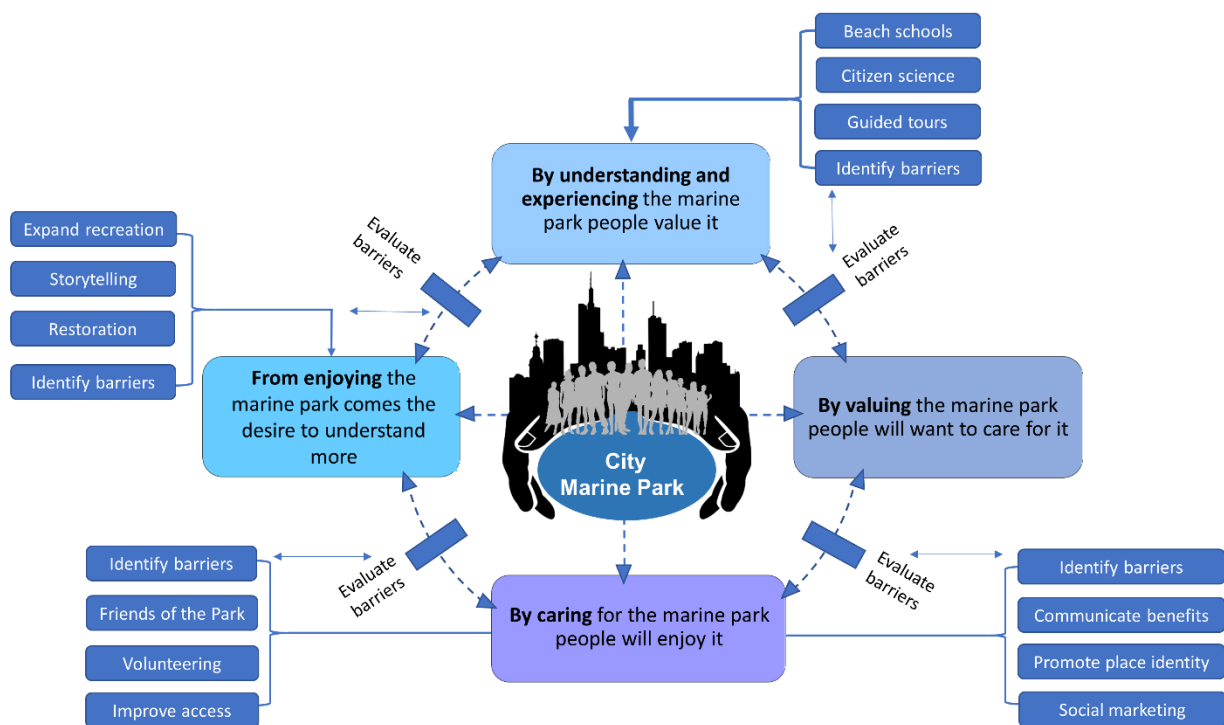 Beach schools
Citizen science
Guided tours
Identify barriers
By understanding and
experiencing the marine
park people value it
Expand recreation
Storytelling
Restoration
Identify barriers
Evaluate
barriers
Evaluate
barriers
From enjoying the
marine park comes the
desire to understand
more
City
Marine Park
By valuing the marine park
people will want to care for it
Identify barriers
Friends of the Park
Volunteering
Improve access
Evaluate
barriers
By caring for the marine park
people will enjoy it
Evaluate
barriers
Identify barriers
Communicate benefits
Promote place identity
Social marketing